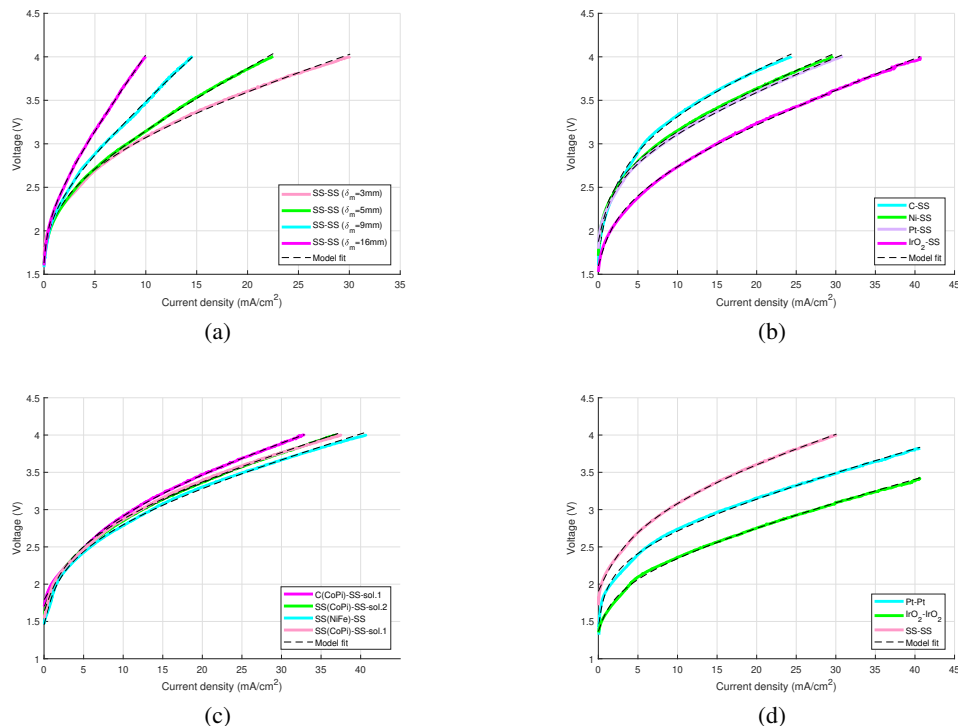 4.5
4
3.5
3
2.5
2
1.5
Voltage (V)
0 5 10 15 20 25 30 35
Current density (mA/cm²)
SS-SS (δₘ=3mm)
SS-SS (δₘ=5mm)
SS-SS (δₘ=9mm)
SS-SS (δₘ=16mm)
Model fit
(a)
4.5
4
3.5
3
2.5
2
1.5
Voltage (V)
0 5 10 15 20 25 30 35 40 45
Current density (mA/cm²)
C-SS
Ni-SS
Pt-SS
IrO₂-SS
Model fit
(b)
4.5
4
3.5
3
2.5
2
1.5
1
Voltage (V)
0 5 10 15 20 25 30 35 40
Current density (mA/cm²)
C(CoPi)-SS-sol.1
SS(CoPi)-SS-sol.2
SS(NiFe)-SS
SS(CoPi)-SS-sol.1
Model fit
(c)
4.5
4
3.5
3
2.5
2
1.5
1
Voltage (V)
0 5 10 15 20 25 30 35 40 45
Current density (mA/cm²)
Pt-Pt
IrO₂-IrO₂
SS-SS
Model fit
(d)